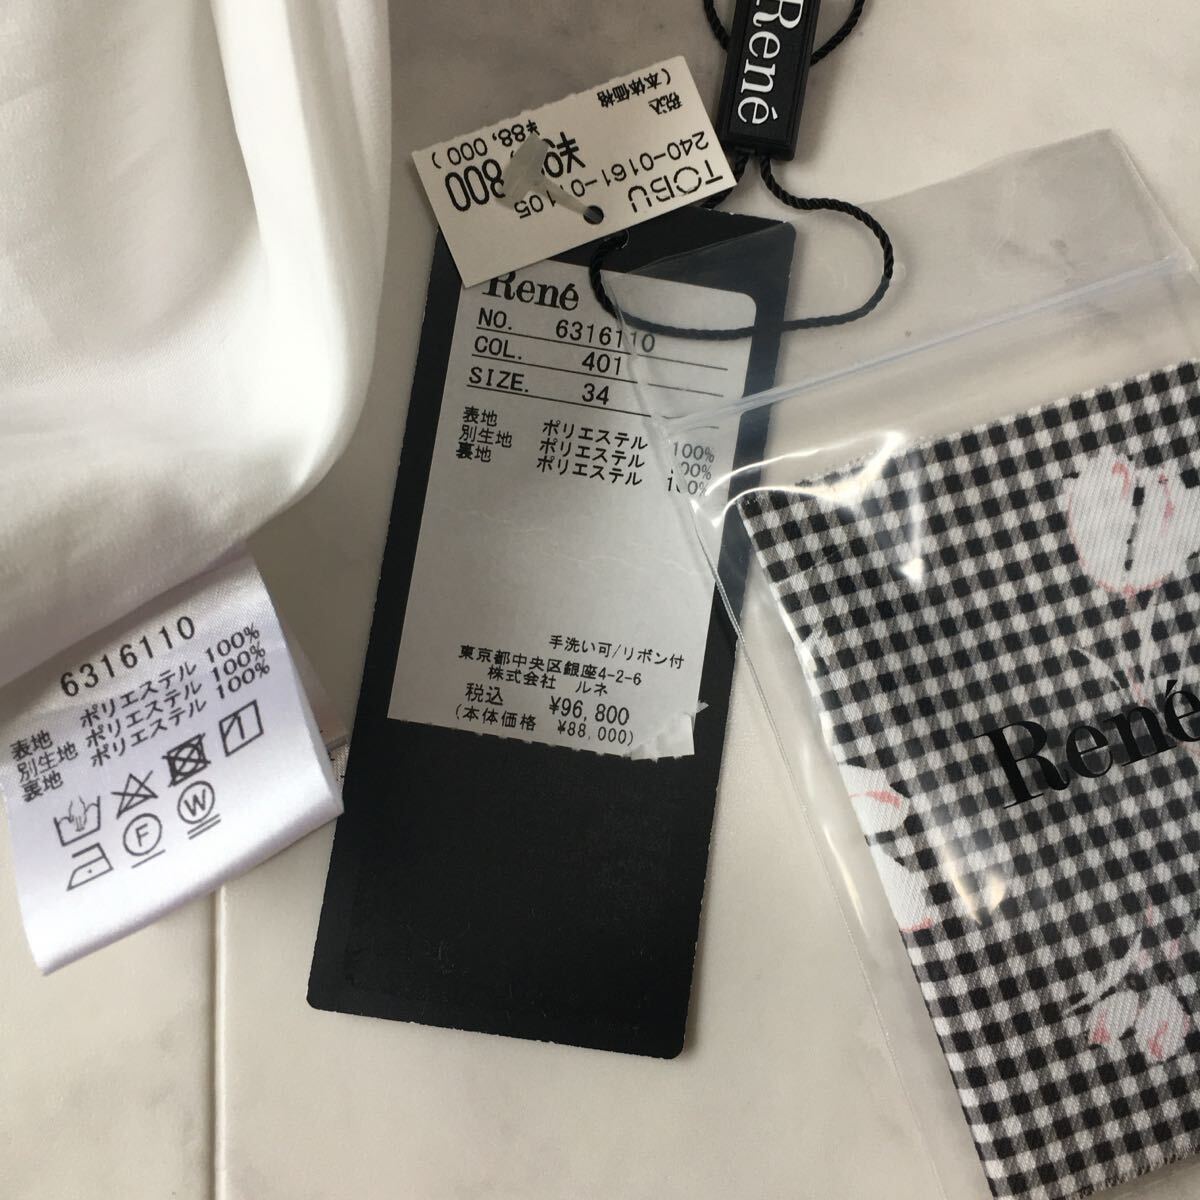 René
TOBU
240-0161-0
105
800
税込
(本体価格
¥88,000)
René
NO. 6316110
COL. 401
SIZE. 34
表地 ポリエステル 100%
別生地 ポリエステル 100%
裏地 ポリエステル 100%
手洗い可/リボン付
東京都中央区銀座4-2-6
株式会社 ルネ
税込 ¥96,800
(本体価格 ¥88,000)
6316110
表地 ポリエステル 100%
別生地 ポリエステル 100%
裏地 ポリエステル 100%
F
W
René